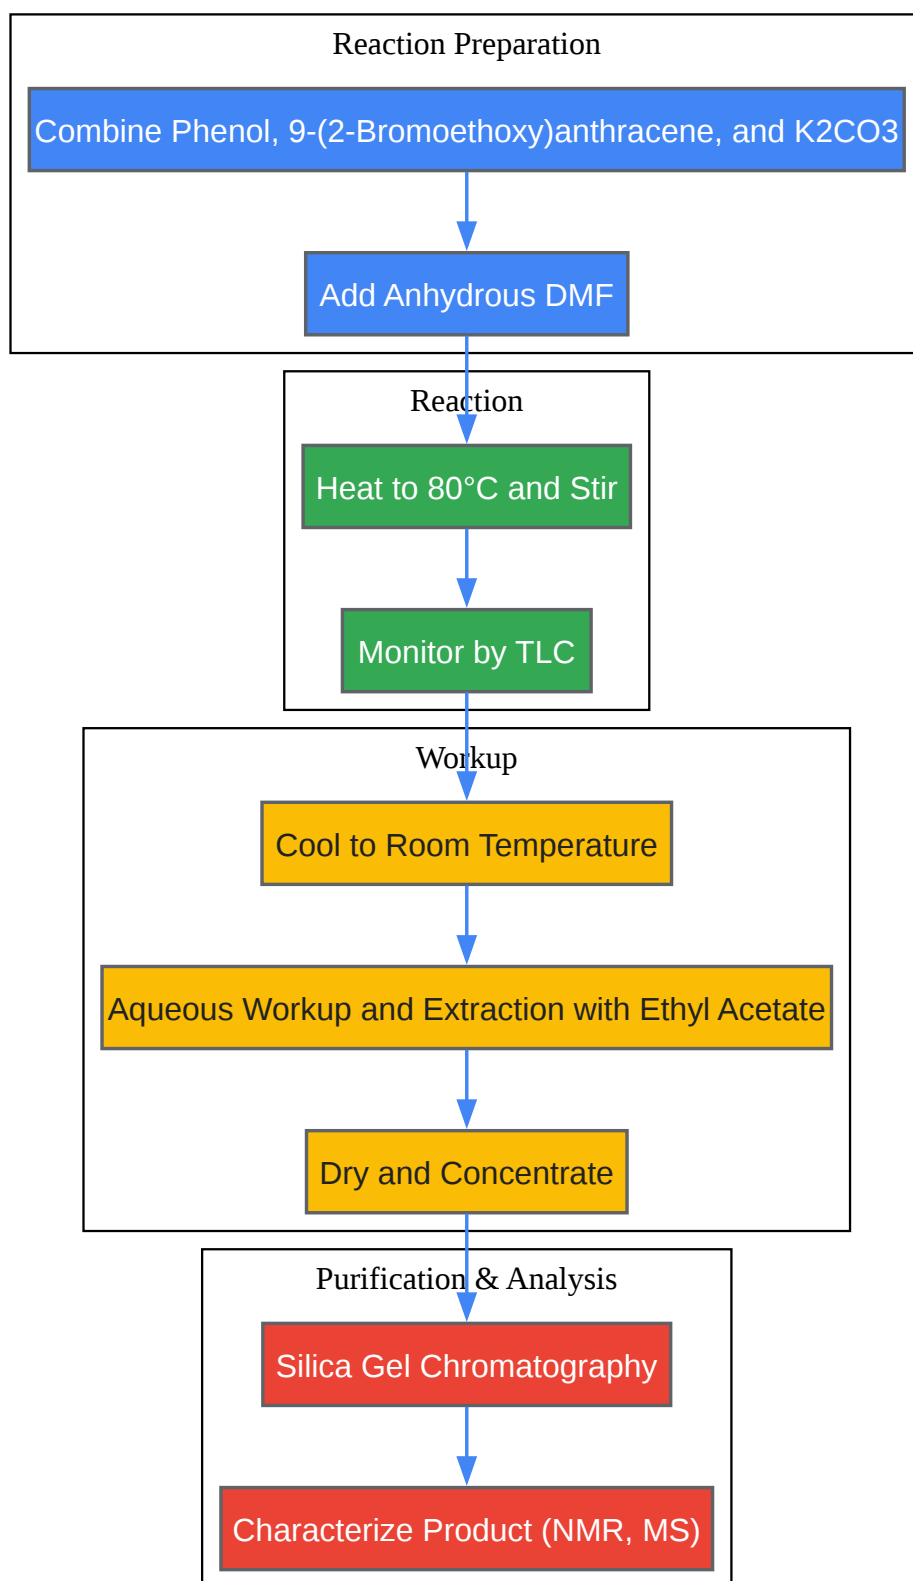 Reaction Preparation
Combine Phenol, 9-(2-Bromoethoxy)anthracene, and K2CO3
Add Anhydrous DMF
Reaction
Heat to 80°C and Stir
Monitor by TLC
Workup
Cool to Room Temperature
Aqueous Workup and Extraction with Ethyl Acetate
Dry and Concentrate
Purification & Analysis
Silica Gel Chromatography
Characterize Product (NMR, MS)